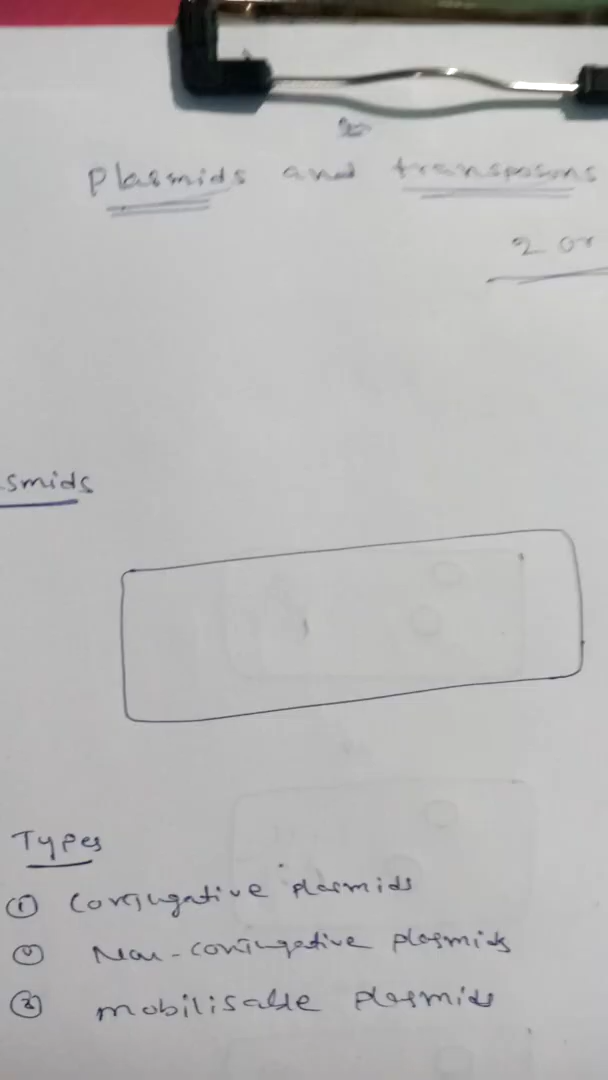 Plasmids and transposons
2 or
smids
Types
① Conjugative plasmids
② Non-conjugative plasmids
③ mobilisable plasmids